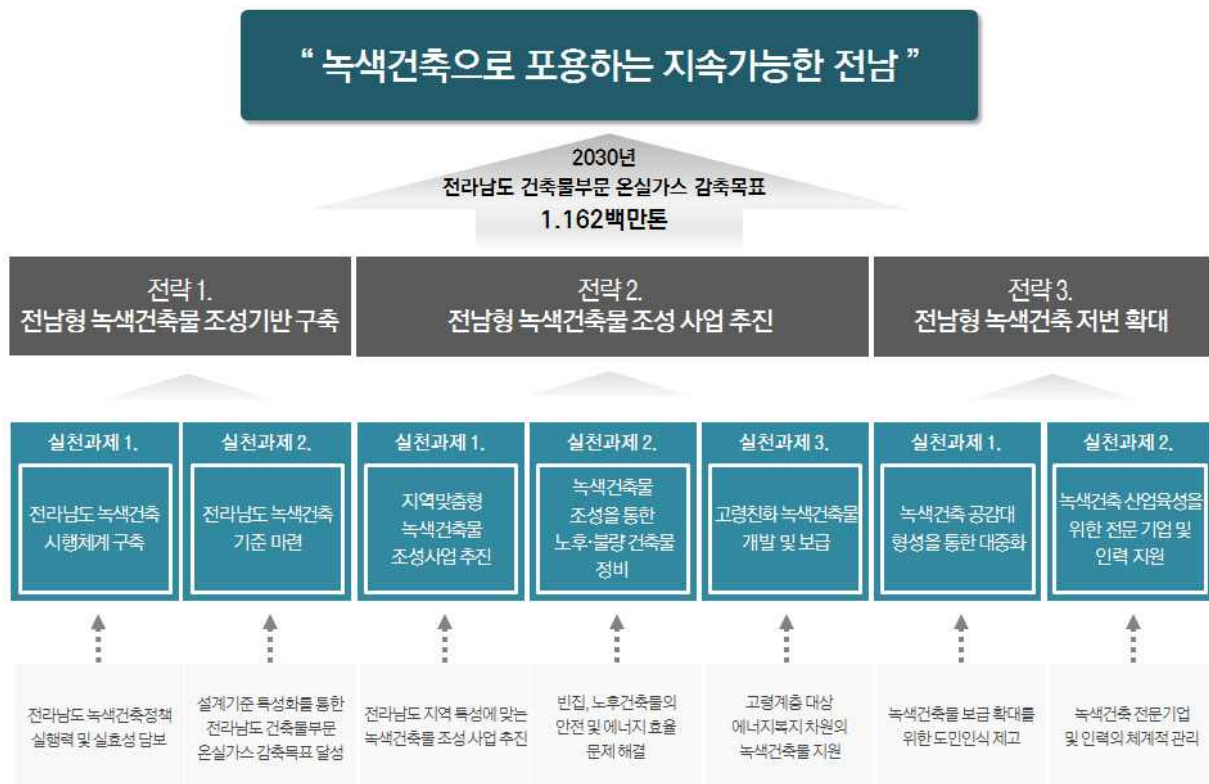 “ 녹색건축으로 포용하는 지속가능한 전남 ”
2030년
전라남도 건축물부문 온실가스 감축목표
1.162백만톤
전략 1.
전남형 녹색건축물 조성기반 구축
전략 2.
전남형 녹색건축물 조성 사업 추진
전략 3.
전남형 녹색건축 저변 확대
실천과제 1.
전라남도 녹색건축
시행체계 구축
실천과제 2.
전라남도 녹색건축
기준 마련
실천과제 1.
지역맞춤형
녹색건축물
조성사업 추진
실천과제 2.
녹색건축물
조성을 통한
노후·불량 건축물
정비
실천과제 3.
고령친화 녹색건축물
개발 및 보급
실천과제 1.
녹색건축 공감대
형성을 통한 대중화
실천과제 2.
녹색건축 산업육성을
위한 전문 기업 및
인력 지원
전라남도 녹색건축정책
실행력 및 실효성 담보
설계기준 특성화를 통한
전라남도 건축물부문
온실가스 감축목표 달성
전라남도 지역 특성에 맞는
녹색건축물 조성 사업 추진
빈집, 노후건축물의
안전 및 에너지 효율
문제 해결
고령계층 대상
에너지복지 차원의
녹색건축물 지원
녹색건축물 보급 확대를
위한 도민인식 제고
녹색건축 전문기업
및 인력의 체계적 관리